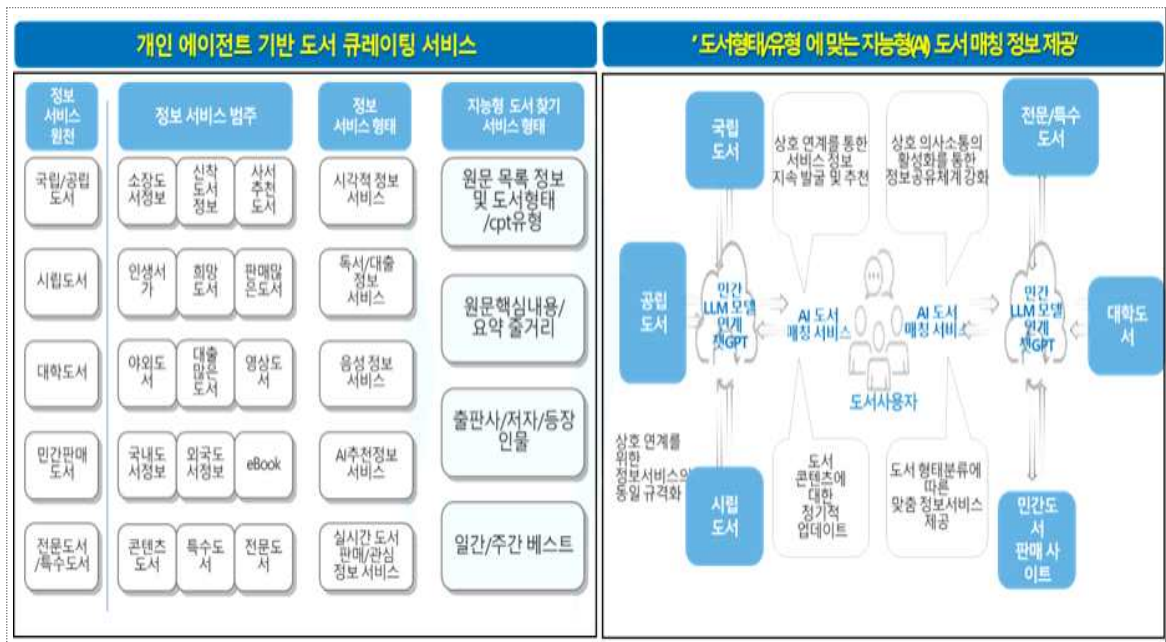 개인 에이전트 기반 도서 큐레이팅 서비스
정보
서비스
원천
정보 서비스 범주
정보
서비스 형태
지능형 도서 찾기
서비스 형태
국립/공립
도서
소장도
서정보
신착
도서
정보
사서
추천
도서
시각적 정보
서비스
원문 목록 정보
및 도서형태
/cpt유형
시립도서
인생서
가
희망
도서
판매많
은도서
독서/대출
정보
서비스
원문핵심내용/
요약 줄거리
대학도서
야외도
서
대출
많은
도서
영상도
서
음성 정보
서비스
출판사/저자/등장
인물
민간판매
도서
국내도
서정보
외국도
서정보
eBook
AI추천정보
서비스
일간/주간 베스트
전문도서
/특수도서
콘텐츠
도서
특수도
서
전문도
서
실시간 도서
판매/관심
정보 서비스
' 도서형태/유형 에 맞는 지능형(AI) 도서 매칭 정보 제공'
국립
도서
상호 연계를 통한
서비스 정보
지속 발굴 및 추천
상호 의사소통의
활성화를 통한
정보공유체계 강화
전문/특수
도서
공립
도서
민간
LLM 모델
연계
챗GPT
AI 도서
매칭 서비스
AI 도서
매칭 서비스
민간
LLM 모델
연계
챗GPT
대학도
서
도서사용자
상호 연계를
위한
정보서비스의
동일 규격화
시립
도서
도서
콘텐츠에
대한
정기적
업데이트
도서 형태분류에
따른
맞춤 정보서비스
제공
민간도
서
판매 사
이트